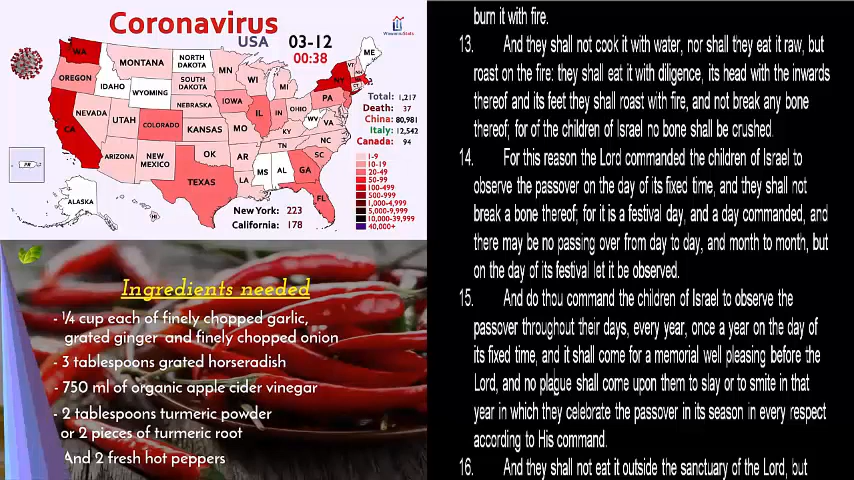 Coronavirus
USA
03-12
00:38
WisdomStats
WA
MONTANA
NORTH
DAKOTA
MN
ME
OREGON
IDAHO
SOUTH
DAKOTA
WI
MI
VT
NH
NY
WYOMING
NEBRASKA
IOWA
PA
NEVADA
UTAH
COLORADO
IL
IN
OHIO
WV
VA
CA
KANSAS
MO
KY
NC
ARIZONA
NEW
MEXICO
OK
AR
TN
SC
TEXAS
LA
MS
AL
GA
FL
PR
ALASKA
HI
Total: 1,217
Death: 37
China: 80,981
Italy: 12,542
Canada: 94
1-9
10-19
20-49
50-99
100-499
500-999
1,000-4,999
5,000-9,999
10,000-39,999
40,000+
New York: 223
California: 178
Ingredients needed
- ¼ cup each of finely chopped garlic,
grated ginger and finely chopped onion
- 3 tablespoons grated horseradish
- 750 ml of organic apple cider vinegar
- 2 tablespoons turmeric powder
or 2 pieces of turmeric root
And 2 fresh hot peppers
burn it with fire.
13. And they shall not cook it with water, nor shall they eat it raw, but
roast on the fire: they shall eat it with diligence, its head with the inwards
thereof and its feet they shall roast with fire, and not break any bone
thereof; for of the children of Israel no bone shall be crushed.
14. For this reason the Lord commanded the children of Israel to
observe the passover on the day of its fixed time, and they shall not
break a bone thereof; for it is a festival day, and a day commanded, and
there may be no passing over from day to day, and month to month, but
on the day of its festival let it be observed.
15. And do thou command the children of Israel to observe the
passover throughout their days, every year, once a year on the day of
its fixed time, and it shall come for a memorial well pleasing before the
Lord, and no plague shall come upon them to slay or to smite in that
year in which they celebrate the passover in its season in every respect
according to His command.
16. And they shall not eat it outside the sanctuary of the Lord, but